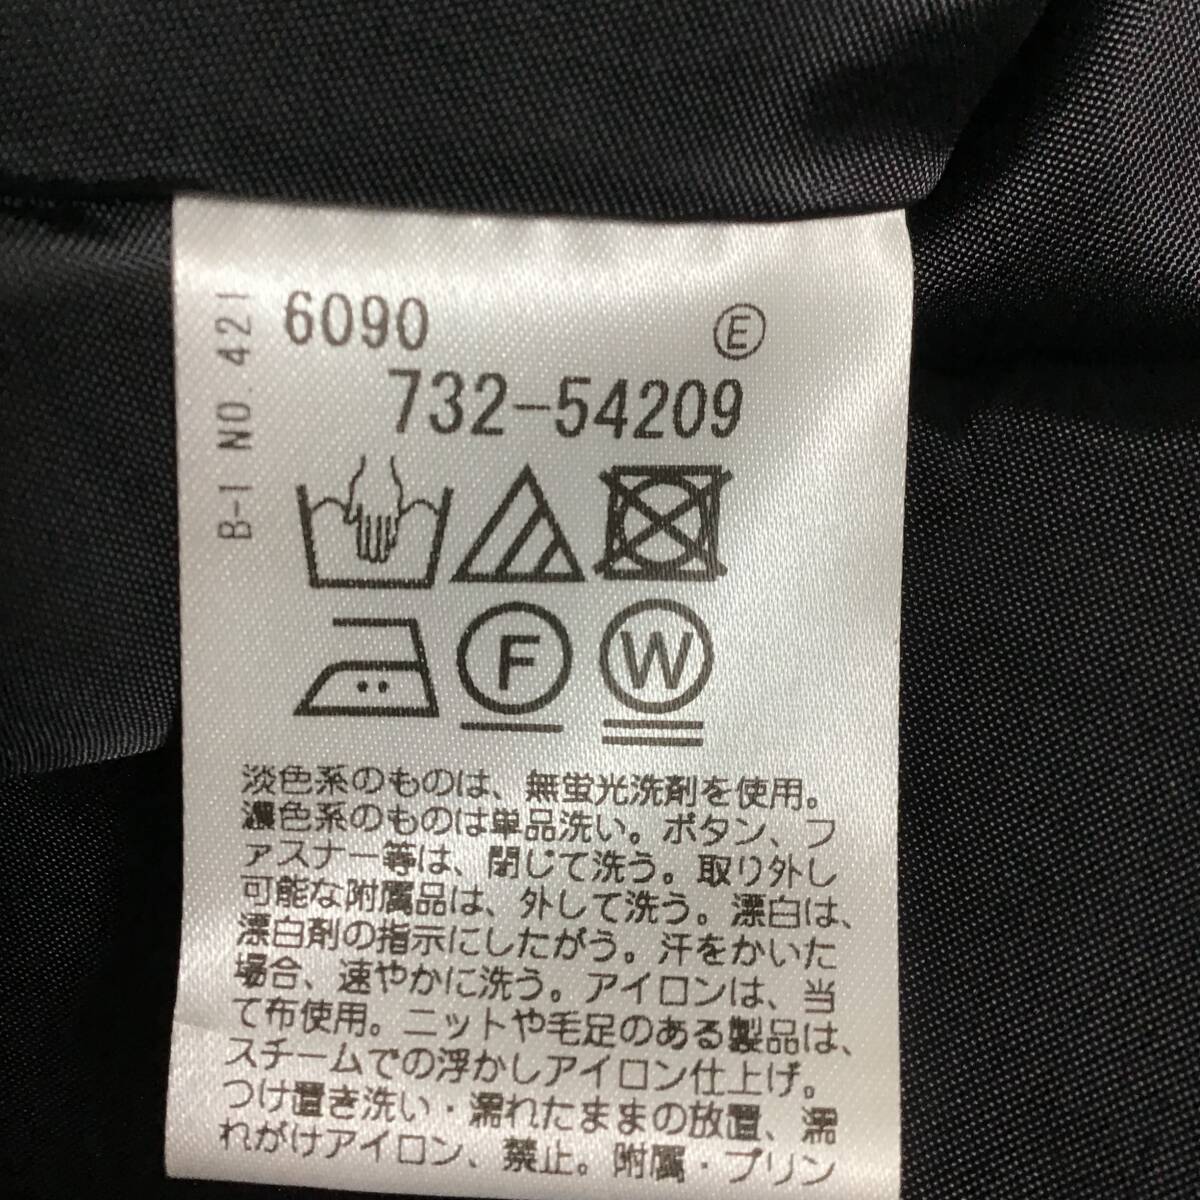 6090
Ⓔ
732-54209
B-1 NO.421
F
W
淡色系のものは、無蛍光洗剤を使用。
濃色系のものは単品洗い。ボタン、フ
ァスナー等は、閉じて洗う。取り外し
可能な附属品は、外して洗う。漂白は、
漂白剤の指示にしたがう。汗をかいた
場合、速やかに洗う。アイロンは、当
て布使用。ニットや毛足のある製品は、
スチームでの浮かしアイロン仕上げ。
つけ置き洗い・濡れたままの放置、濡
れがけアイロン、禁止。附属・プリン